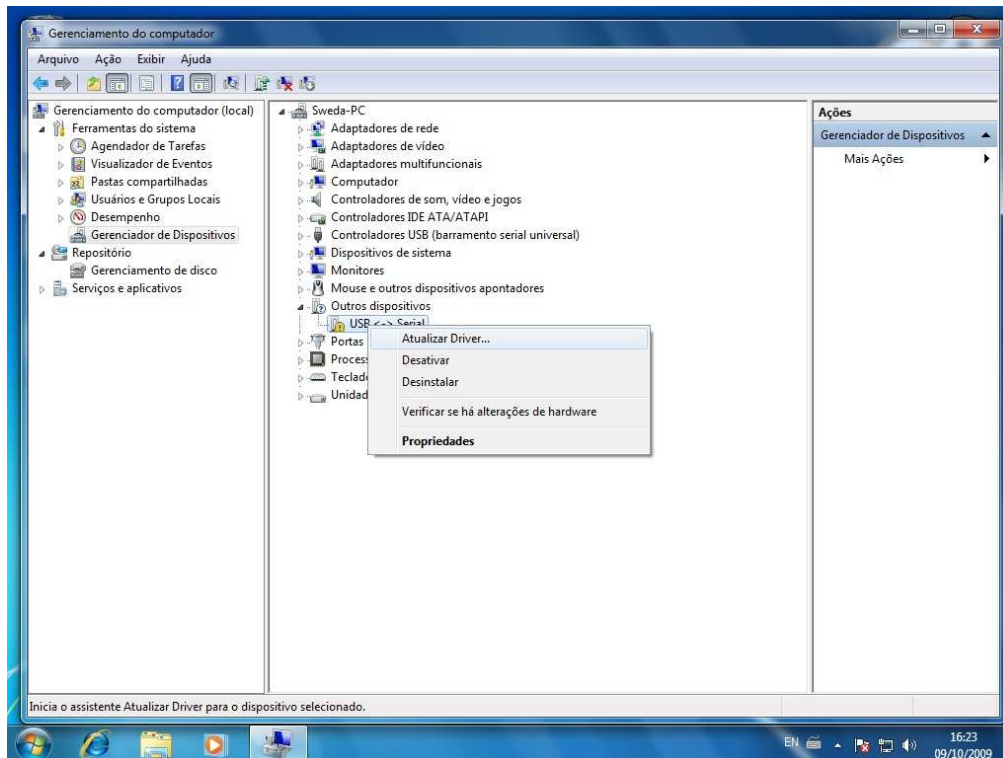 Gerenciamento do computador
Arquivo Ação Exibir Ajuda
Gerenciamento do computador (local)
Ferramentas do sistema
Agendador de Tarefas
Visualizador de Eventos
Pastas compartilhadas
Usuários e Grupos Locais
Desempenho
Gerenciador de Dispositivos
Repositório
Gerenciamento de disco
Serviços e aplicativos
Sweda-PC
Adaptadores de rede
Adaptadores de vídeo
Adaptadores multifuncionais
Computador
Controladores de som, vídeo e jogos
Controladores IDE ATA/ATAPI
Controladores USB (barramento serial universal)
Dispositivos de sistema
Monitores
Mouse e outros dispositivos apontadores
Outros dispositivos
USB <-> Serial
Portas
Process
Teclad
Unidad
Atualizar Driver...
Desativar
Desinstalar
Verificar se há alterações de hardware
Propriedades
Ações
Gerenciador de Dispositivos
Mais Ações
Inicia o assistente Atualizar Driver para o dispositivo selecionado.
EN
16:23
09/10/2009